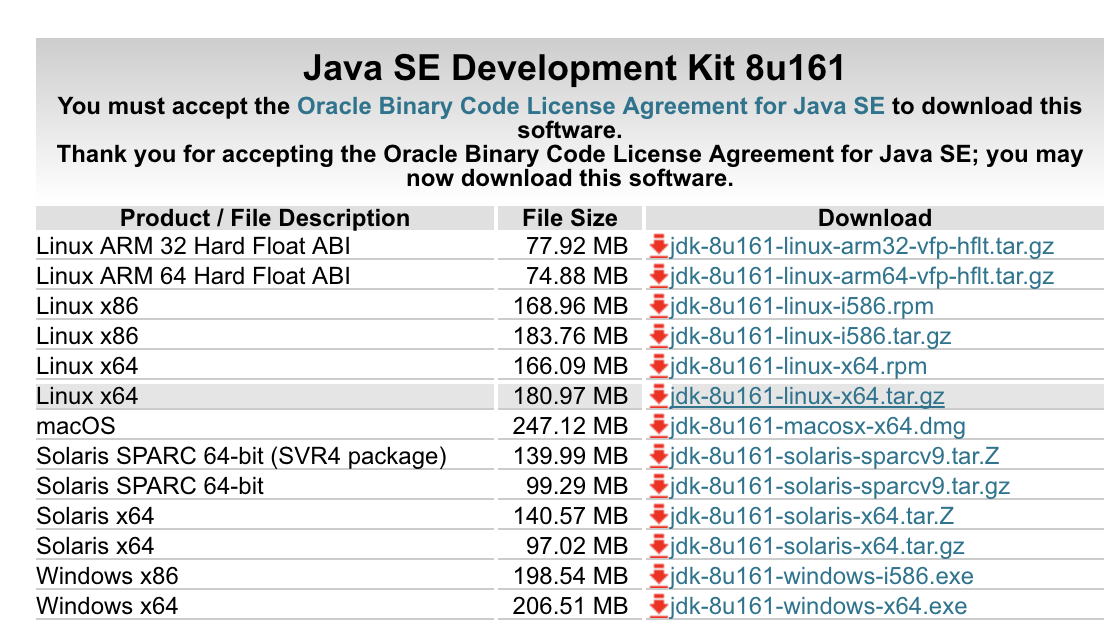 Java SE Development Kit 8u161
You must accept the Oracle Binary Code License Agreement for Java SE to download this
software.
Thank you for accepting the Oracle Binary Code License Agreement for Java SE; you may
now download this software.
Product / File Description File Size Download
Linux ARM 32 Hard Float ABI 77.92 MB jdk-8u161-linux-arm32-vfp-hflt.tar.gz
Linux ARM 64 Hard Float ABI 74.88 MB jdk-8u161-linux-arm64-vfp-hflt.tar.gz
Linux x86 168.96 MB jdk-8u161-linux-i586.rpm
Linux x86 183.76 MB jdk-8u161-linux-i586.tar.gz
Linux x64 166.09 MB jdk-8u161-linux-x64.rpm
Linux x64 180.97 MB jdk-8u161-linux-x64.tar.gz
macOS 247.12 MB jdk-8u161-macosx-x64.dmg
Solaris SPARC 64-bit (SVR4 package) 139.99 MB jdk-8u161-solaris-sparcv9.tar.Z
Solaris SPARC 64-bit 99.29 MB jdk-8u161-solaris-sparcv9.tar.gz
Solaris x64 140.57 MB jdk-8u161-solaris-x64.tar.Z
Solaris x64 97.02 MB jdk-8u161-solaris-x64.tar.gz
Windows x86 198.54 MB jdk-8u161-windows-i586.exe
Windows x64 206.51 MB jdk-8u161-windows-x64.exe